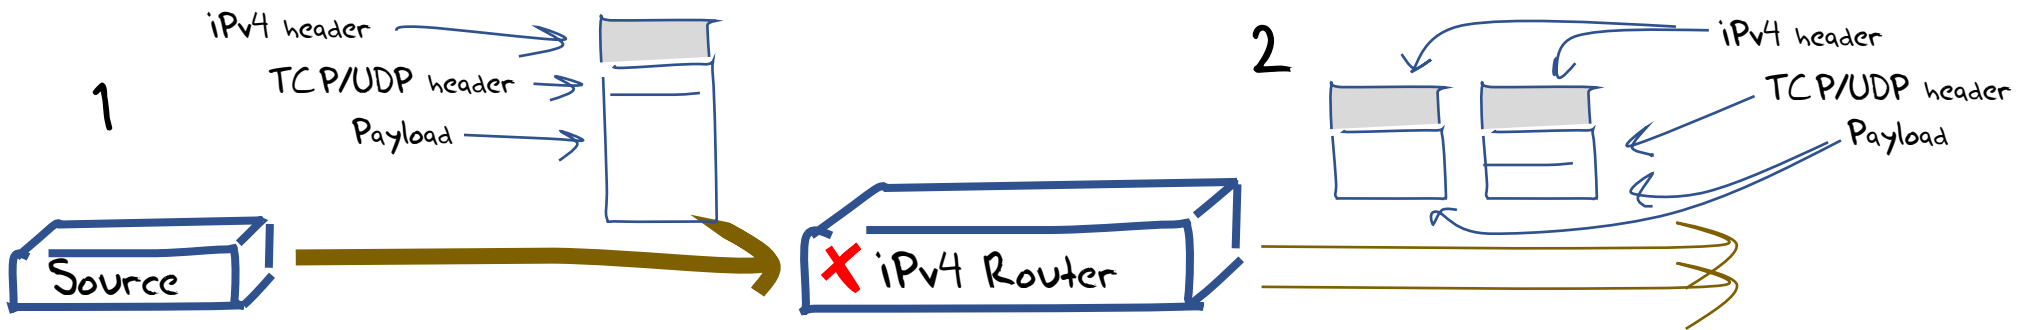 1
iPv4 header
TCP/UDP header
Payload
Source
iPv4 Router
2
iPv4 header
TCP/UDP header
Payload